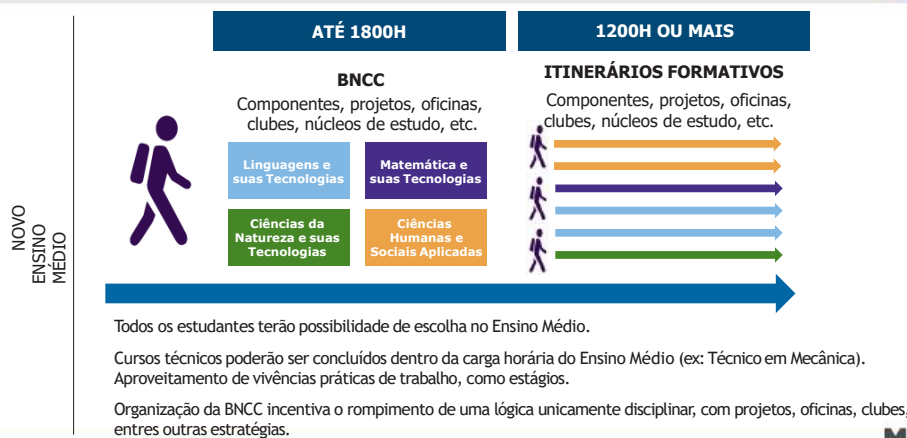 ATÉ 1800H
1200H OU MAIS
BNCC
Componentes, projetos, oficinas,
clubes, núcleos de estudo, etc.
ITINERÁRIOS FORMATIVOS
Componentes, projetos, oficinas,
clubes, núcleos de estudo, etc.
Linguagens e
suas Tecnologias
Matemática e
suas Tecnologias
Ciências da
Natureza e suas
Tecnologias
Ciências
Humanas e
Sociais Aplicadas
NOVO
ENSINO
MÉDIO
Todos os estudantes terão possibilidade de escolha no Ensino Médio.
Cursos técnicos poderão ser concluídos dentro da carga horária do Ensino Médio (ex: Técnico em Mecânica).
Aproveitamento de vivências práticas de trabalho, como estágios.
Organização da BNCC incentiva o rompimento de uma lógica unicamente disciplinar, com projetos, oficinas, clubes,
entres outras estratégias.